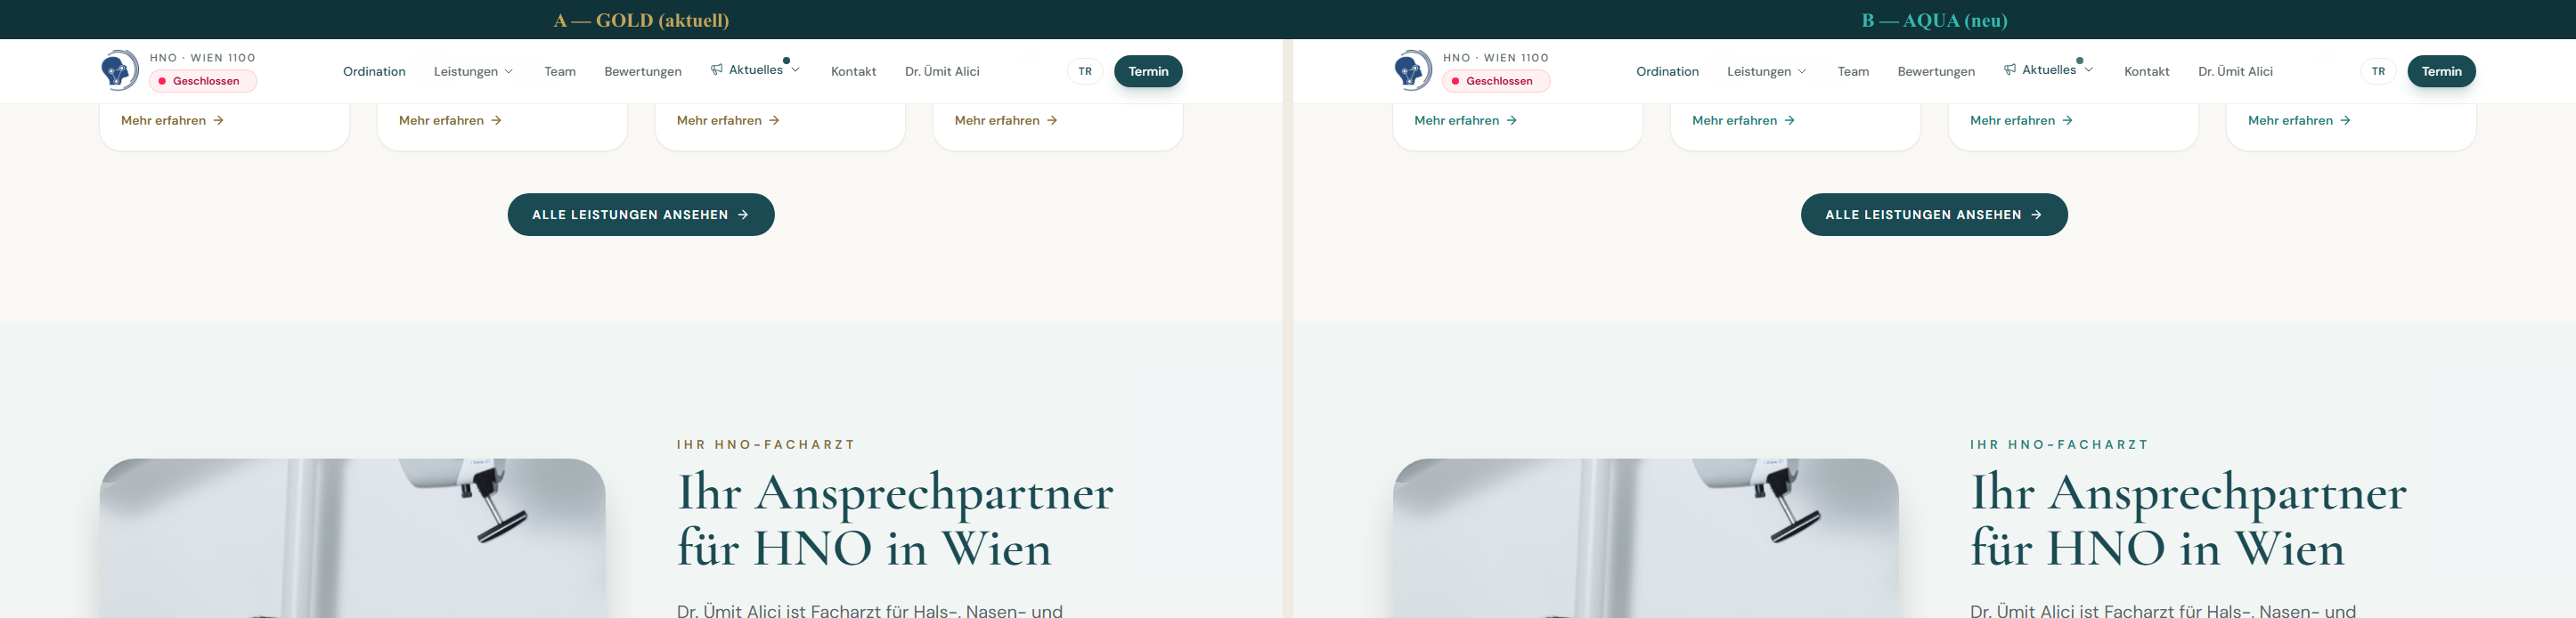 A — GOLD (aktuell)
HNO · WIEN 1100
Geschlossen
Ordination
Leistungen
Team
Bewertungen
Aktuelles
Kontakt
Dr. Ümit Alici
TR
Termin
Mehr erfahren →
Mehr erfahren →
Mehr erfahren →
Mehr erfahren →
ALLE LEISTUNGEN ANSEHEN →
IHR HNO-FACHARZT
Ihr Ansprechpartner
für HNO in Wien
Dr. Ümit Alici ist Facharzt für Hals-, Nasen- und
B — AQUA (neu)
HNO · WIEN 1100
Geschlossen
Ordination
Leistungen
Team
Bewertungen
Aktuelles
Kontakt
Dr. Ümit Alici
TR
Termin
Mehr erfahren →
Mehr erfahren →
Mehr erfahren →
Mehr erfahren →
ALLE LEISTUNGEN ANSEHEN →
IHR HNO-FACHARZT
Ihr Ansprechpartner
für HNO in Wien
Dr. Ümit Alici ist Facharzt für Hals-, Nasen- und